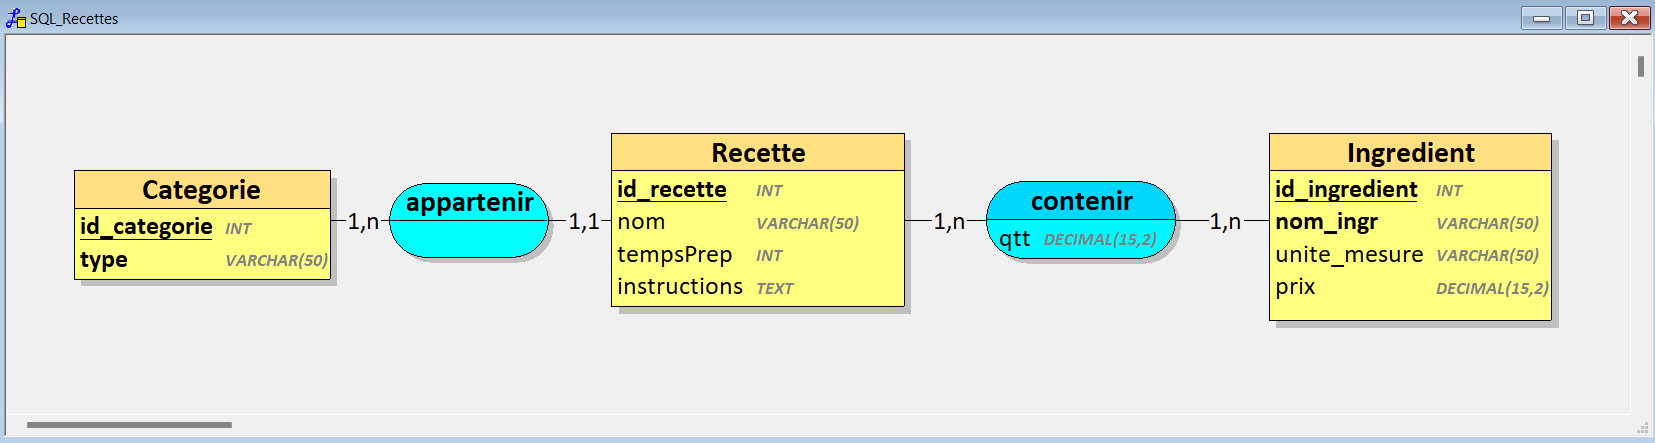 SQL_Recettes
Categorie
id_categorie INT
type VARCHAR(50)
1,n
appartenir
1,1
Recette
id_recette INT
nom VARCHAR(50)
tempsPrep INT
instructions TEXT
1,n
contenir
qtt DECIMAL(15,2)
1,n
Ingredient
id_ingredient INT
nom_ingr VARCHAR(50)
unite_mesure VARCHAR(50)
prix DECIMAL(15,2)